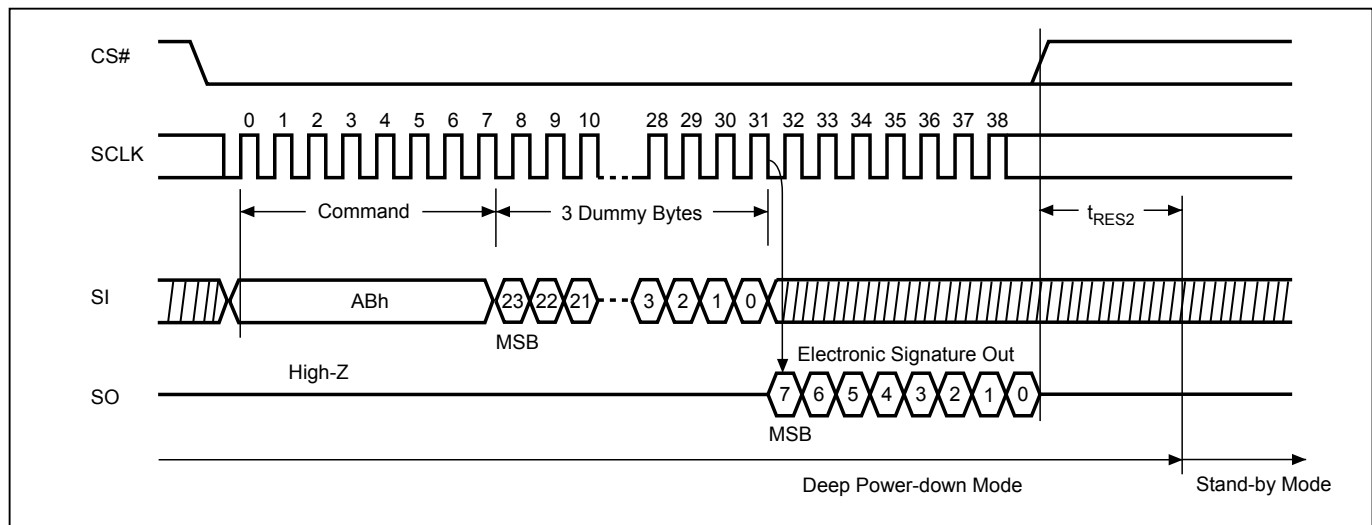 CS#
0 1 2 3 4 5 6 7 8 9 10 28 29 30 31 32 33 34 35 36 37 38
SCLK
Command 3 Dummy Bytes tRES2
SI ABh 23 22 21 3 2 1 0
MSB
Electronic Signature Out
High-Z
SO 7 6 5 4 3 2 1 0
MSB
Deep Power-down Mode Stand-by Mode